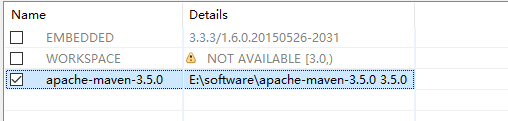 Name Details
EMBEDDED 3.3.3/1.6.0.20150526-2031
WORKSPACE NOT AVAILABLE [3.0,)
apache-maven-3.5.0 E:\software\apache-maven-3.5.0 3.5.0